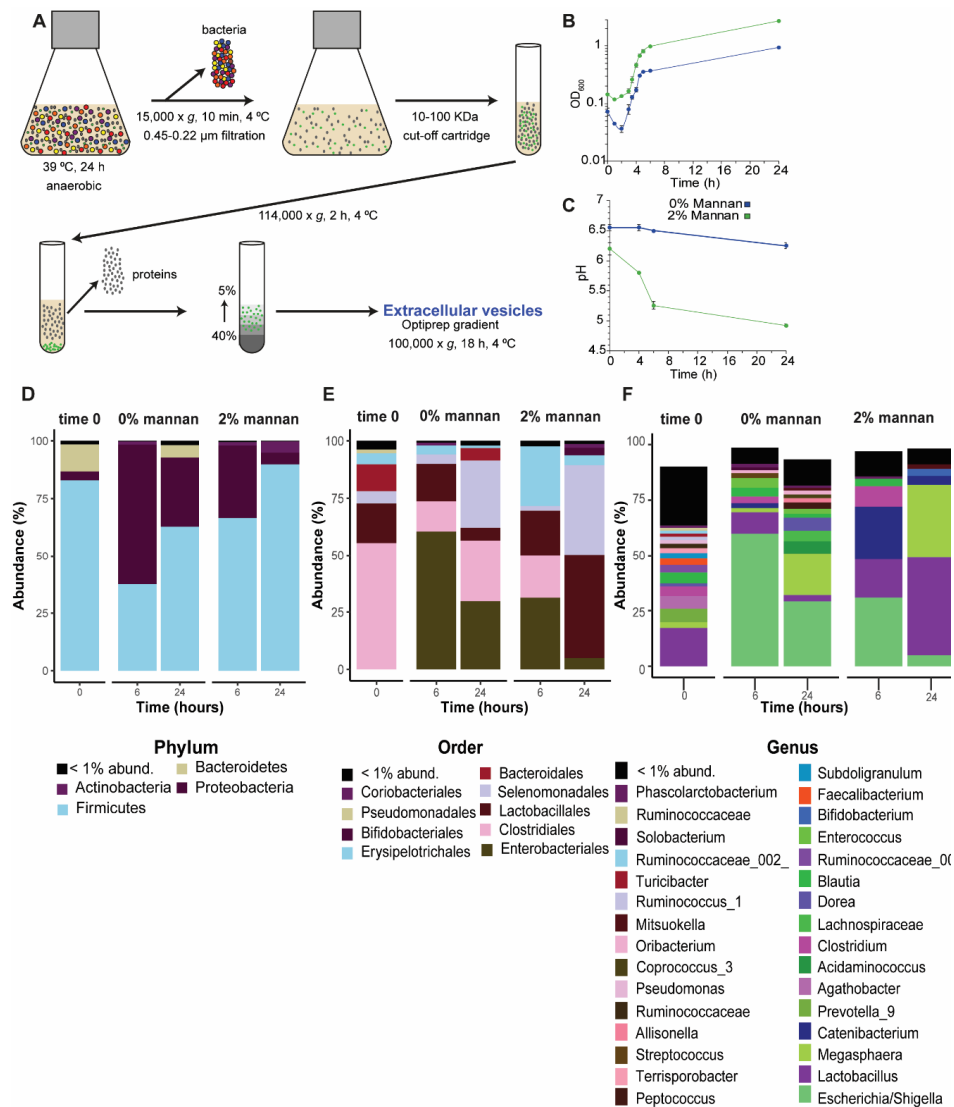 A
bacteria
15,000 x g, 10 min, 4 ºC
0.45-0.22 µm filtration
10-100 KDa
cut-off cartridge
39 ºC, 24 h
anaerobic
114,000 x g, 2 h, 4 ºC
proteins
5%
40%
Extracellular vesicles
Optiprep gradient
100,000 x g, 18 h, 4ºC
B
OD600
1
0.1
0.01
0 4 8 12 16 20 24
Time (h)
C
0% Mannan
2% Mannan
pH
7
6.5
6
5.5
5
4.5
0 4 8 12 16 20 24
Time (h)
D
time 0 0% mannan 2% mannan
Abundance (%)
100
75
50
25
0
0 6 24 6 24
Time (hours)
E
time 0 0% mannan 2% mannan
Abundance (%)
100
75
50
25
0
0 6 24 6 24
Time (hours)
F
time 0 0% mannan 2% mannan
Abundance (%)
100
75
50
25
0
0 6 24 6 24
Time (hours)
Phylum
< 1% abund.
Actinobacteria
Firmicutes
Bacteroidetes
Proteobacteria
Order
< 1% abund.
Coriobacteriales
Pseudomonadales
Bifidobacteriales
Erysipelotrichales
Bacteroidales
Selenomonadales
Lactobacillales
Clostridiales
Enterobacteriales
Genus
< 1% abund.
Phascolarctobacterium
Ruminococcaceae
Solobacterium
Ruminococcaceae_002_
Turicibacter
Ruminococcus_1
Mitsuokella
Oribacterium
Coprococcus_3
Pseudomonas
Ruminococcaceae
Allisonella
Streptococcus
Terrisporobacter
Peptococcus
Subdoligranulum
Faecalibacterium
Bifidobacterium
Enterococcus
Ruminococcaceae_00
Blautia
Dorea
Lachnospiraceae
Clostridium
Acidaminococcus
Agathobacter
Prevotella_9
Catenibacterium
Megasphaera
Lactobacillus
Escherichia/Shigella